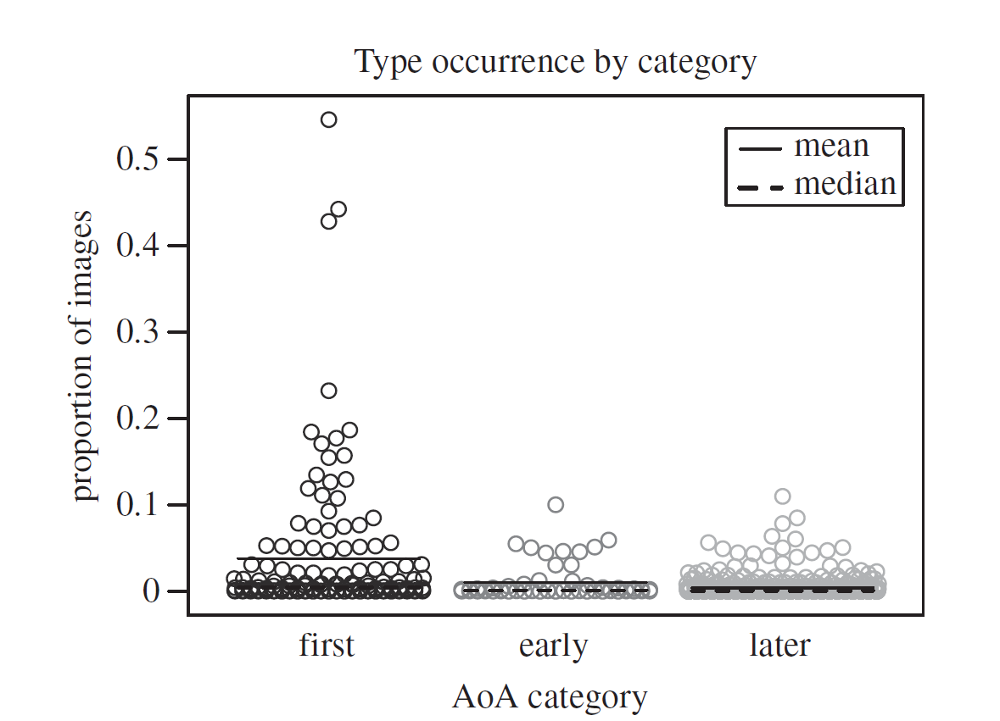 Type occurrence by category
mean
median
proportion of images
0.5
0.4
0.3
0.2
0.1
0
first early later
AoA category